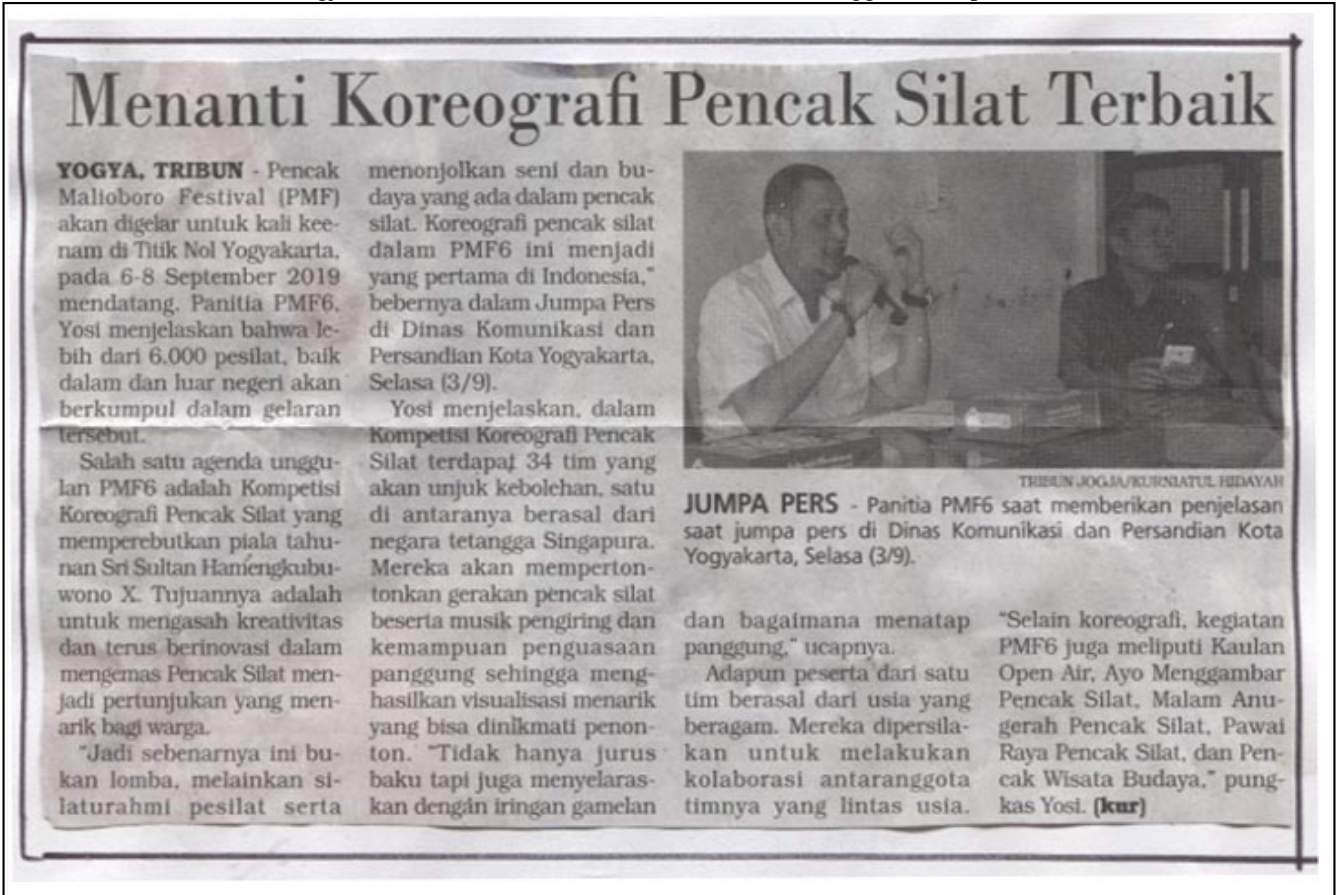 Menanti Koreografi Pencak Silat Terbaik
YOGYA, TRIBUN - Pencak
Malioboro Festival (PMF)
akan digelar untuk kali kee-
nam di Titik Nol Yogyakarta,
pada 6-8 September 2019
mendatang. Panitia PMF6,
Yosi menjelaskan bahwa le-
bih dari 6.000 pesilat, baik
dalam dan luar negeri akan
berkumpul dalam gelaran
tersebut.
Salah satu agenda unggu-
lan PMF6 adalah Kompetisi
Koreografi Pencak Silat yang
memperebutkan piala tahu-
nan Sri Sultan Hamengkubu-
wono X. Tujuannya adalah
untuk mengasah kreativitas
dan terus berinovasi dalam
mengemas Pencak Silat men-
jadi pertunjukan yang men-
arik bagi warga.
"Jadi sebenarnya ini bu-
kan lomba, melainkan si-
laturahmi pesilat serta
menonjolkan seni dan bu-
daya yang ada dalam pencak
silat. Koreografi pencak silat
dalam PMF6 ini menjadi
yang pertama di Indonesia,"
bebernya dalam Jumpa Pers
di Dinas Komunikasi dan
Persandian Kota Yogyakarta,
Selasa (3/9).
Yosi menjelaskan, dalam
Kompetisi Koreografi Pencak
Silat terdapat 34 tim yang
akan unjuk kebolehan, satu
di antaranya berasal dari
negara tetangga Singapura.
Mereka akan memperton-
tonkan gerakan pencak silat
beserta musik pengiring dan
kemampuan penguasaan
panggung sehingga meng-
hasilkan visualisasi menarik
yang bisa dinikmati penon-
ton. "Tidak hanya jurus
baku tapi juga menyelaras-
kan dengan iringan gamelan
TRIBUN JOGJA/KURNIATUL HIDAYAH
JUMPA PERS - Panitia PMF6 saat memberikan penjelasan
saat jumpa pers di Dinas Komunikasi dan Persandian Kota
Yogyakarta, Selasa (3/9).
dan bagaimana menatap
panggung," ucapnya.
Adapun peserta dari satu
tim berasal dari usia yang
beragam. Mereka dipersila-
kan untuk melakukan
kolaborasi antaranggota
timnya yang lintas usia.
"Selain koreografi, kegiatan
PMF6 juga meliputi Kaulan
Open Air, Ayo Menggambar
Pencak Silat, Malam Anu-
gerah Pencak Silat, Pawai
Raya Pencak Silat, dan Pen-
cak Wisata Budaya," pung-
kas Yosi. (kur)